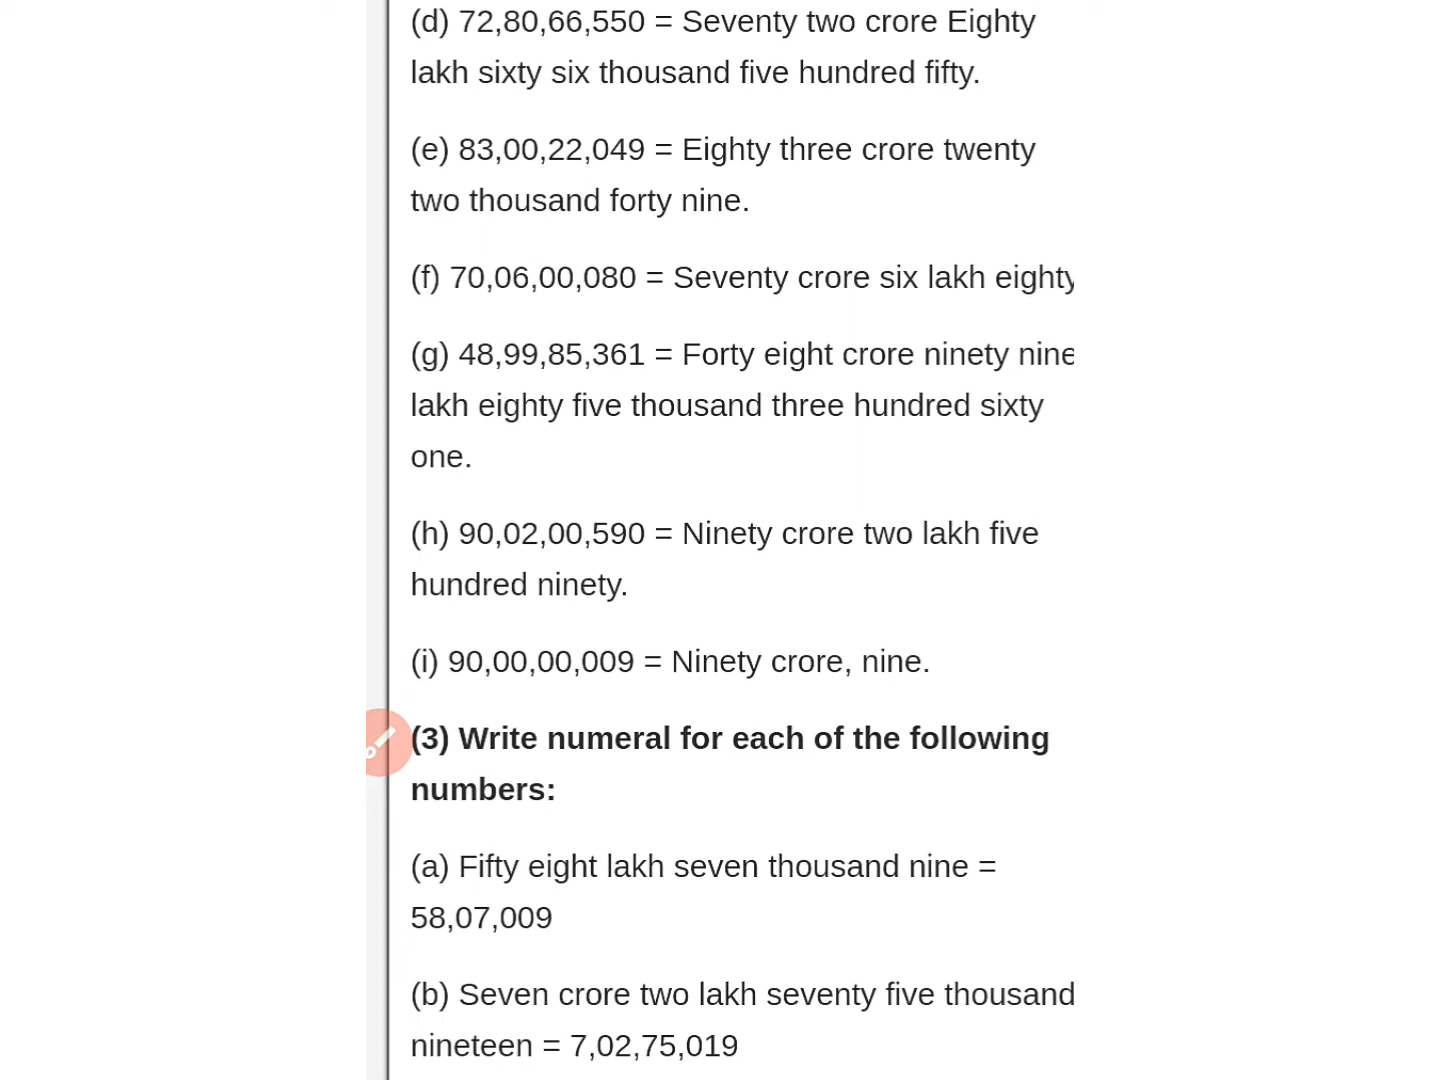 (d) 72,80,66,550 = Seventy two crore Eighty
lakh sixty six thousand five hundred fifty.
(e) 83,00,22,049 = Eighty three crore twenty
two thousand forty nine.
(f) 70,06,00,080 = Seventy crore six lakh eighty
(g) 48,99,85,361 = Forty eight crore ninety nine
lakh eighty five thousand three hundred sixty
one.
(h) 90,02,00,590 = Ninety crore two lakh five
hundred ninety.
(i) 90,00,00,009 = Ninety crore, nine.
(3) Write numeral for each of the following
numbers:
(a) Fifty eight lakh seven thousand nine =
58,07,009
(b) Seven crore two lakh seventy five thousand
nineteen = 7,02,75,019